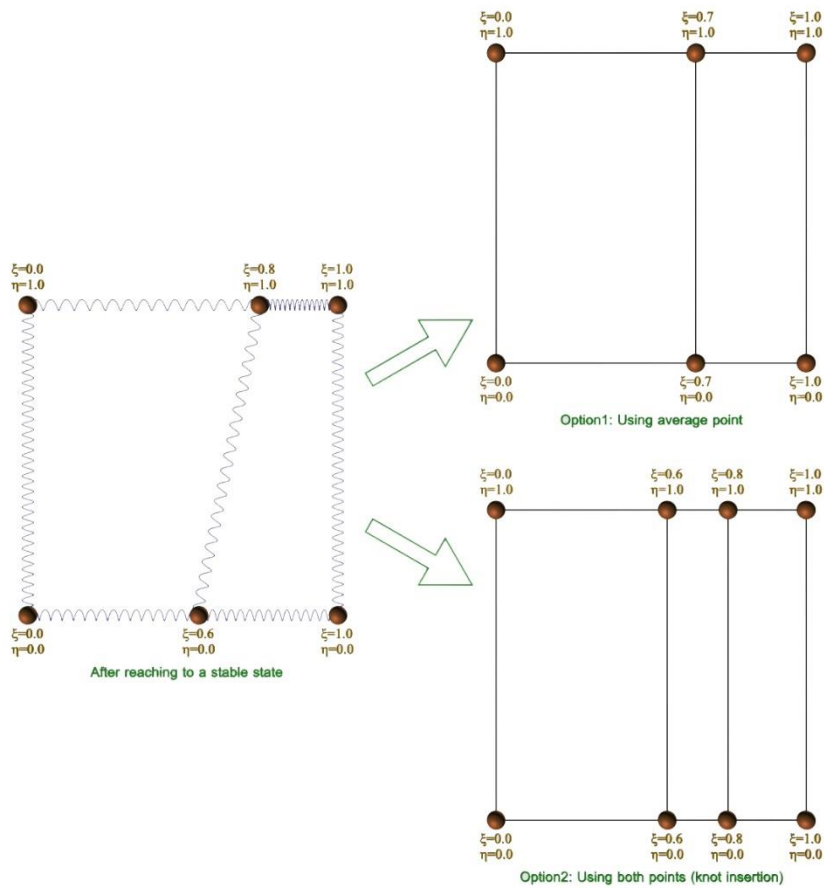 ξ=0.0 ξ=0.7 ξ=1.0
η=1.0 η=1.0 η=1.0
ξ=0.0 ξ=0.7 ξ=1.0
η=0.0 η=0.0 η=0.0
Option1: Using average point
ξ=0.0 ξ=0.8 ξ=1.0
η=1.0 η=1.0 η=1.0
ξ=0.0 ξ=0.6 ξ=1.0
η=0.0 η=0.0 η=0.0
After reaching to a stable state
ξ=0.0 ξ=0.6 ξ=0.8 ξ=1.0
η=1.0 η=1.0 η=1.0 η=1.0
ξ=0.0 ξ=0.6 ξ=0.8 ξ=1.0
η=0.0 η=0.0 η=0.0 η=0.0
Option2: Using both points (knot insertion)